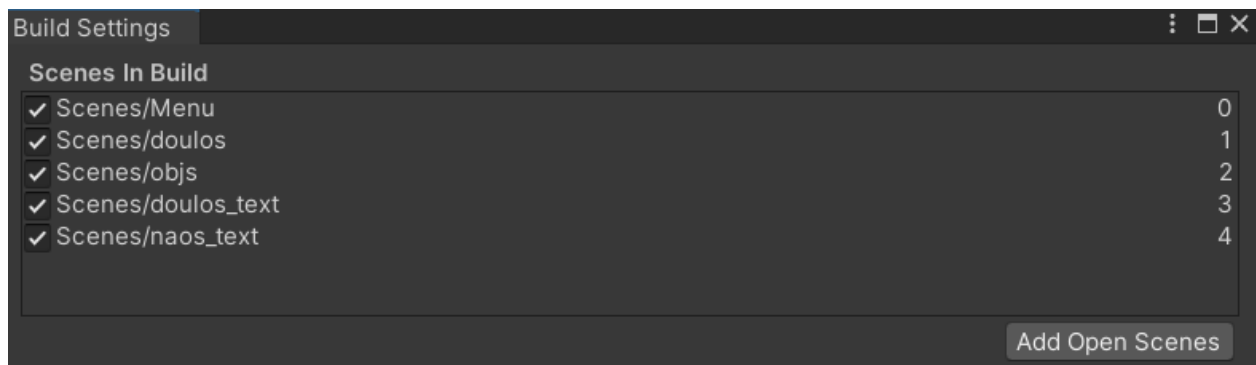 Build Settings
Scenes In Build
Scenes/Menu 0
Scenes/doulos 1
Scenes/objs 2
Scenes/doulos_text 3
Scenes/naos_text 4
Add Open Scenes